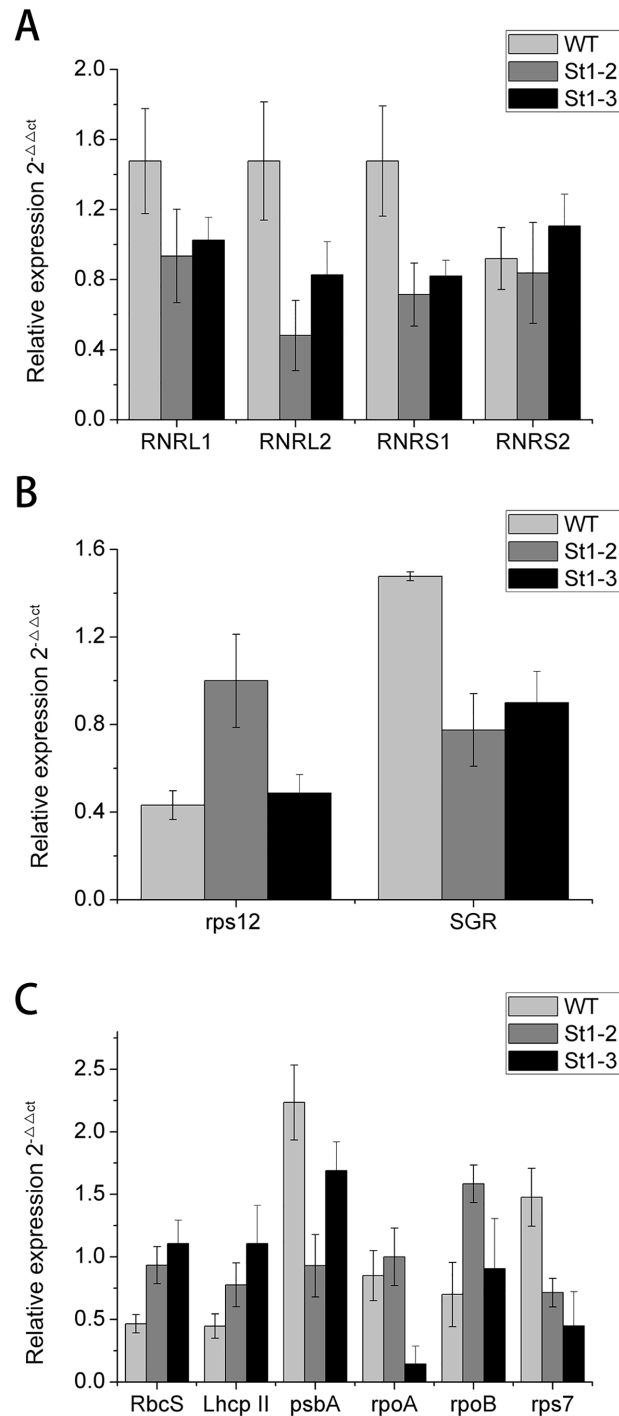 A
WT
St1-2
St1-3
Relative expression 2-△△ct
2.0
1.6
1.2
0.8
0.4
0.0
RNRL1 RNRL2 RNRS1 RNRS2
B
WT
St1-2
St1-3
Relative expression 2-△△ct
1.6
1.2
0.8
0.4
0.0
rps12 SGR
C
WT
St1-2
St1-3
Relative expression 2-△△ct
2.5
2.0
1.5
1.0
0.5
0.0
RbcS Lhcp II psbA rpoA rpoB rps7